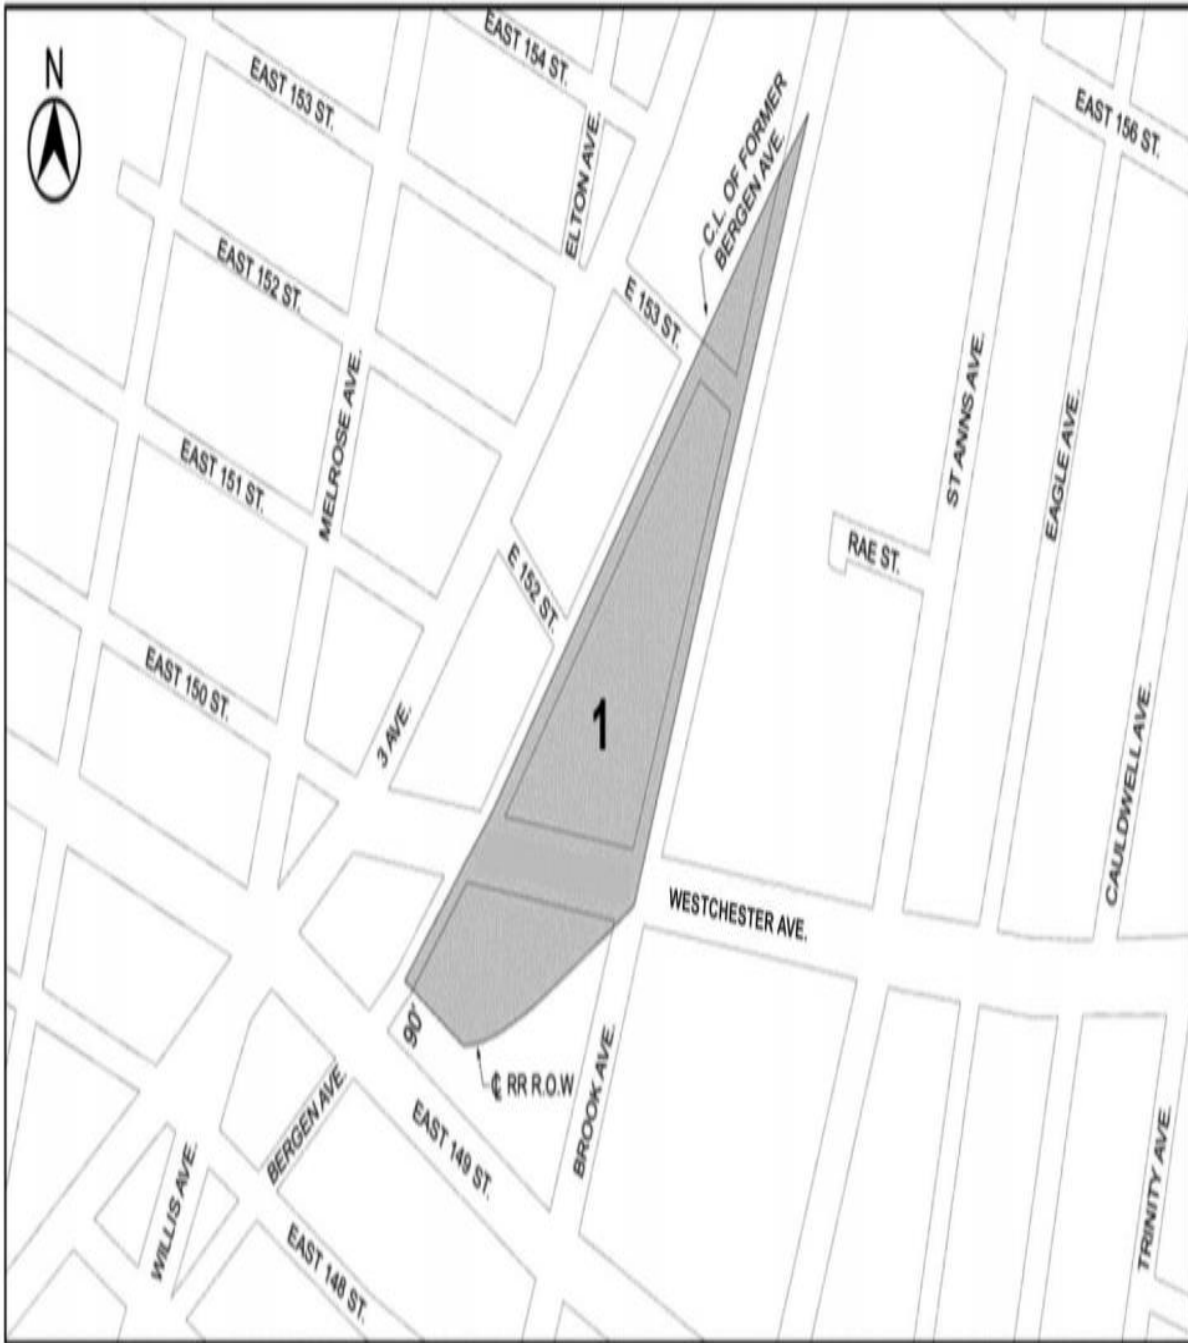 N
EAST 154 ST.
EAST 153 ST.
EAST 156 ST.
ELTON AVE.
C.L. OF FORMER
BERGEN AVE.
EAST 152 ST.
E 153 ST.
MELROSE AVE.
ST ANNS AVE.
EAGLE AVE.
EAST 151 ST.
RAE ST.
E 152 ST.
EAST 150 ST.
3 AVE.
1
CAULDWELL AVE.
WESTCHESTER AVE.
90'
℄ RR R.O.W
BROOK AVE.
BERGEN AVE.
EAST 149 ST.
WILLIS AVE.
TRINITY AVE.
EAST 148 ST.